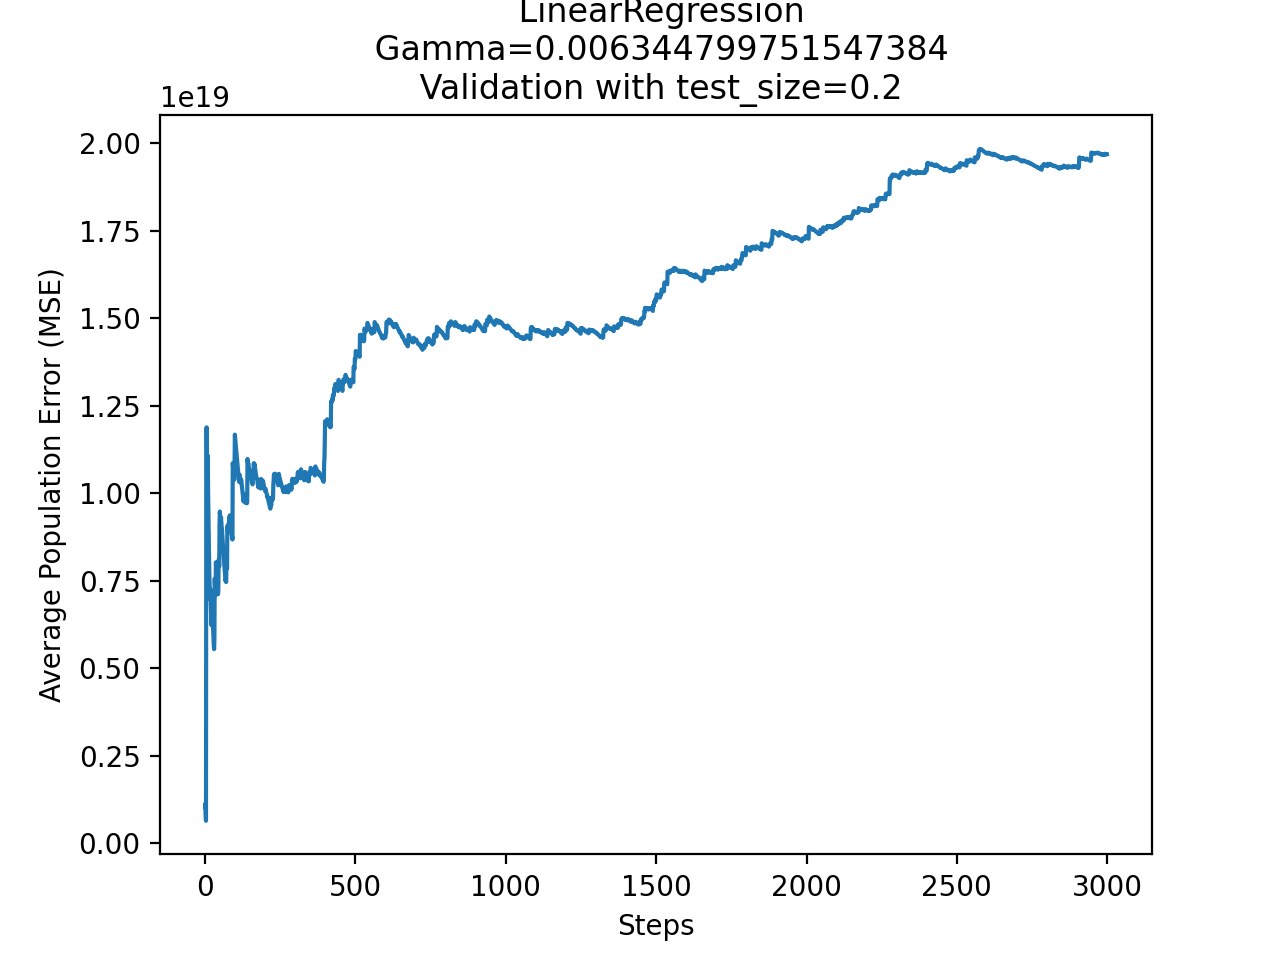 LinearRegression
Gamma=0.006344799751547384
Validation with test_size=0.2
1e19
2.00
1.75
1.50
1.25
1.00
0.75
0.50
0.25
0.00
Average Population Error (MSE)
0 500 1000 1500 2000 2500 3000
Steps